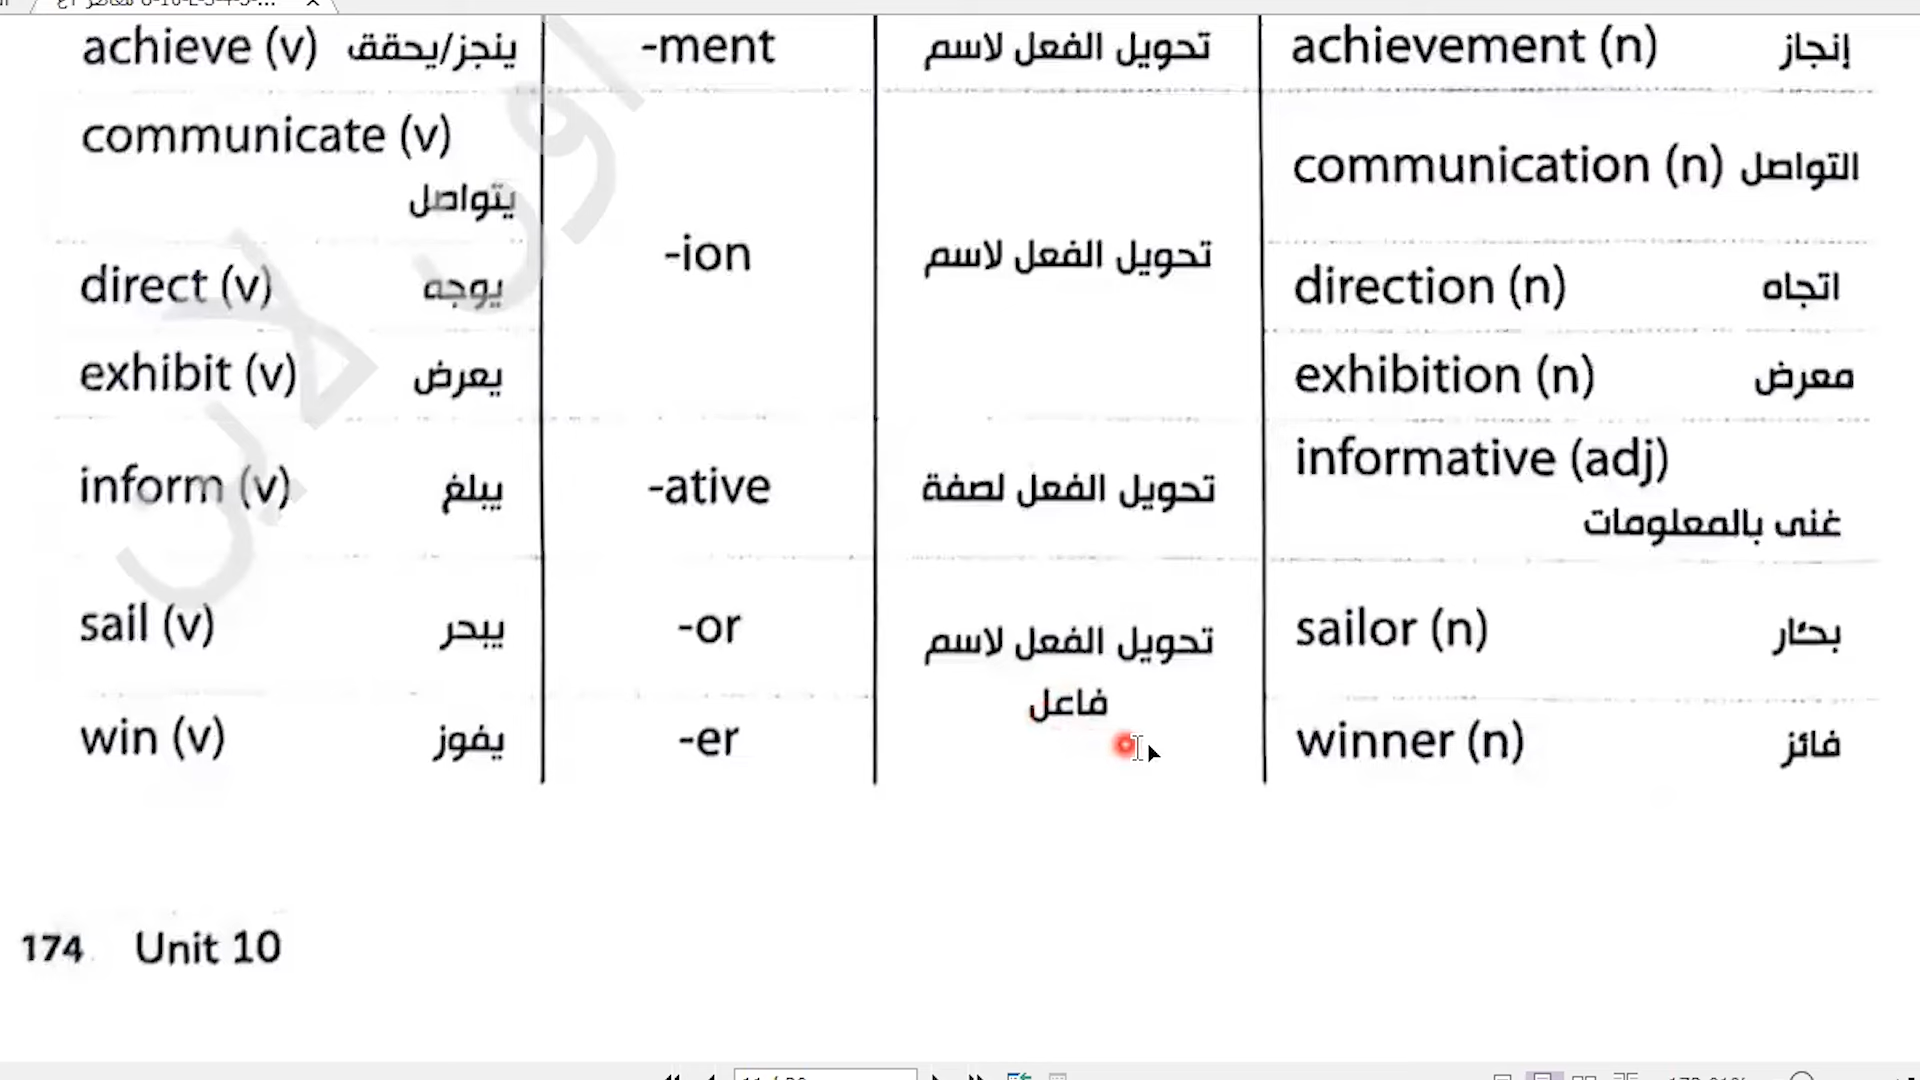 achieve (v) ينجز/يحقق -ment تحويل الفعل لاسم achievement (n) إنجاز
communicate (v)
يتواصل
-ion تحويل الفعل لاسم
communication (n) التواصل
direct (v) يوجه
direction (n) اتجاه
exhibit (v) يعرض
exhibition (n) معرض
inform (v) يبلغ -ative تحويل الفعل لصفة
informative (adj)
غنى بالمعلومات
sail (v) يبحر -or
تحويل الفعل لاسم
فاعل
sailor (n) بحّار
win (v) يفوز -er
winner (n) فائز
174 Unit 10